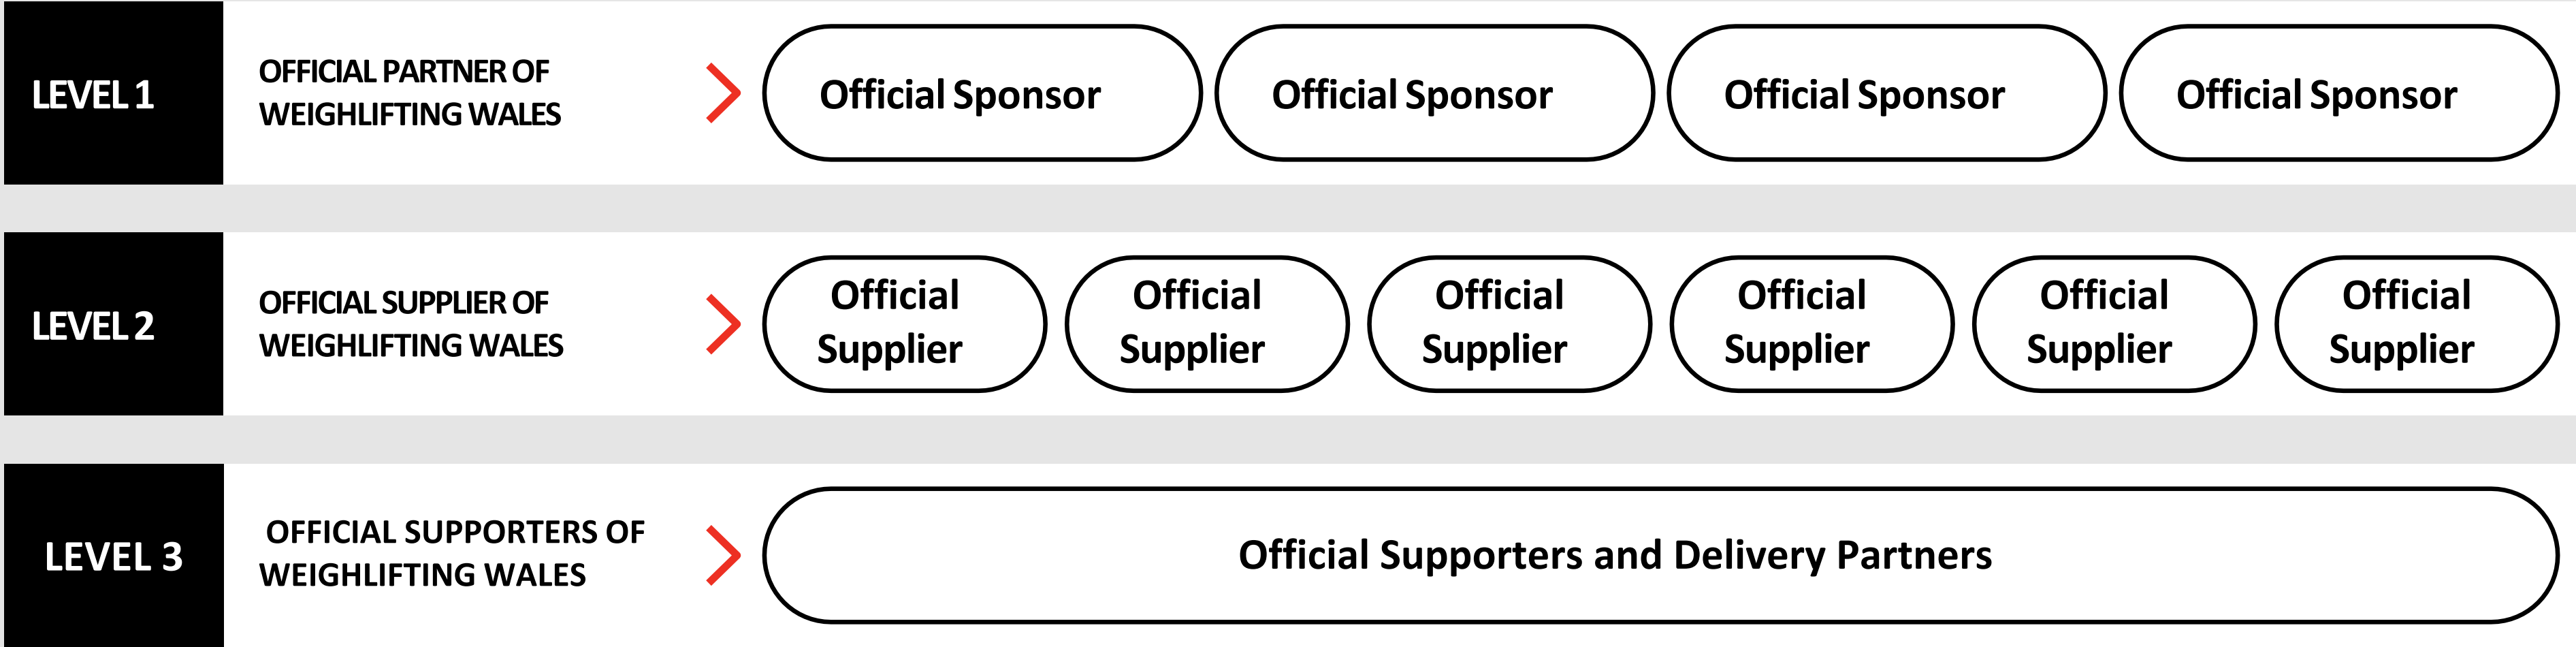 LEVEL 1
OFFICIAL PARTNER OF
WEIGHLIFTING WALES
Official Sponsor
Official Sponsor
Official Sponsor
Official Sponsor
LEVEL 2
OFFICIAL SUPPLIER OF
WEIGHLIFTING WALES
Official
Supplier
Official
Supplier
Official
Supplier
Official
Supplier
Official
Supplier
Official
Supplier
LEVEL 3
OFFICIAL SUPPORTERS OF
WEIGHLIFTING WALES
Official Supporters and Delivery Partners